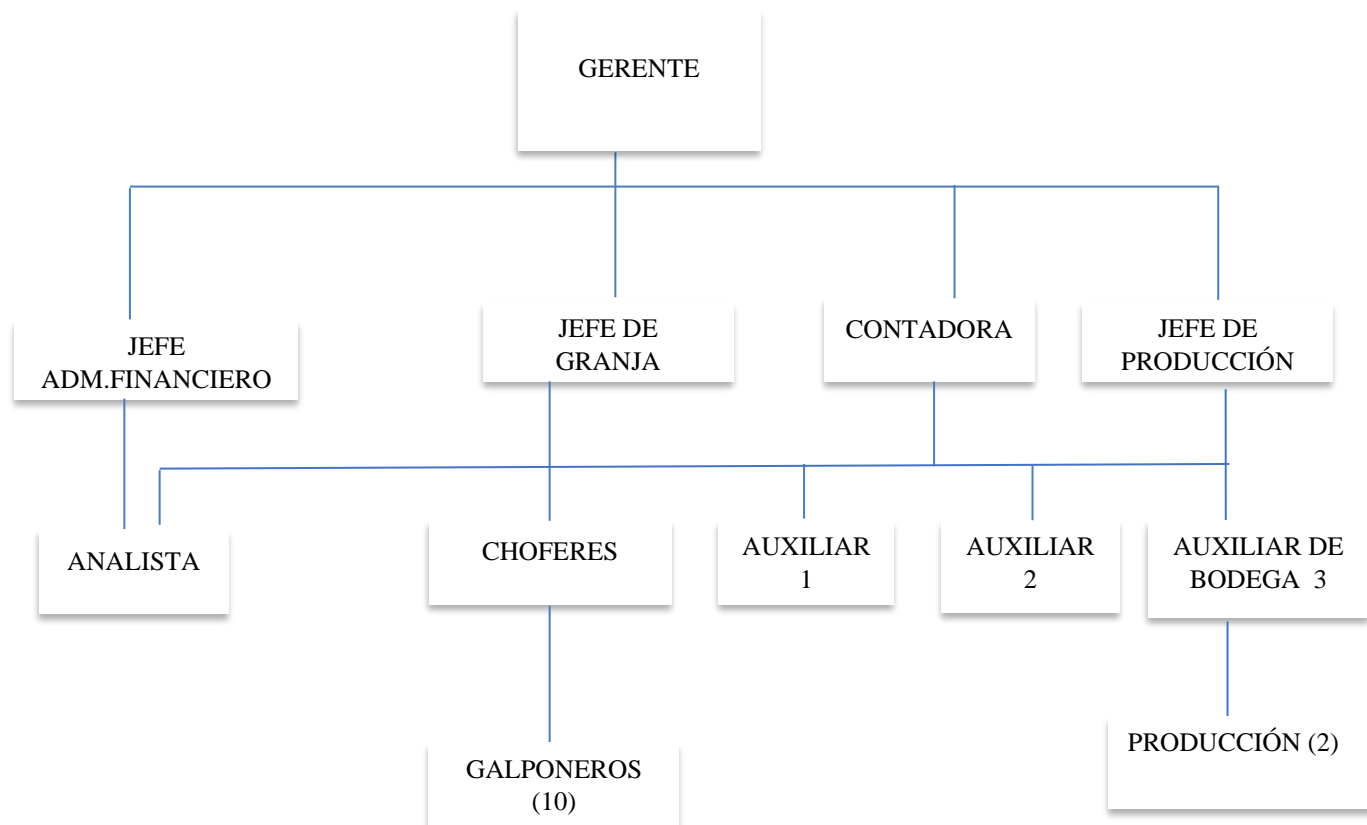 GERENTE
JEFE
ADM.FINANCIERO
JEFE DE
GRANJA
CONTADORA
JEFE DE
PRODUCCIÓN
ANALISTA
CHOFERES
AUXILIAR
1
AUXILIAR
2
AUXILIAR DE
BODEGA 3
GALPONEROS
(10)
PRODUCCIÓN (2)